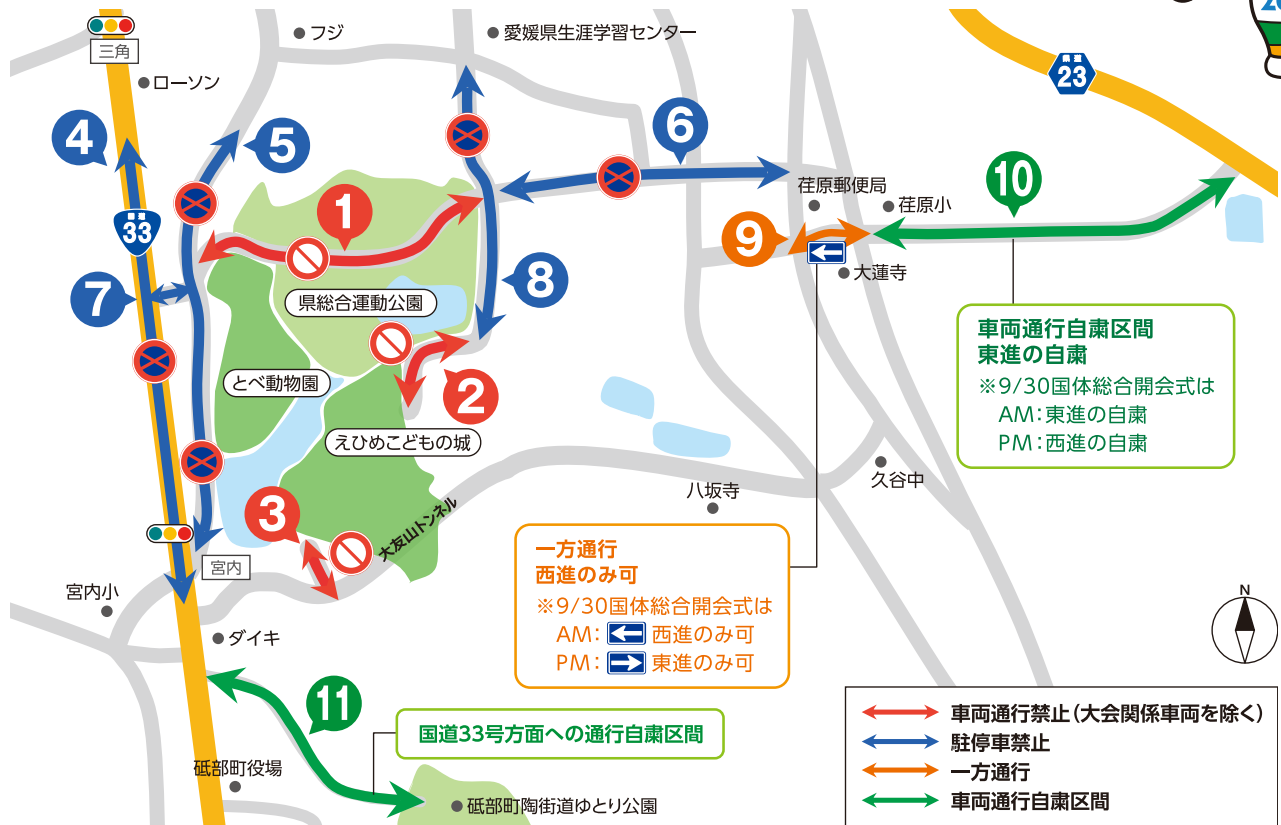 三角
フジ
愛媛県生涯学習センター
ローソン
県道
23
4
5
6
国道
33
1
荏原郵便局
荏原小
10
9
大蓮寺
7
8
県総合運動公園
とべ動物園
2
えひめこどもの城
車両通行自粛区間
東進の自粛
※9/30国体総合開会式は
AM:東進の自粛
PM:西進の自粛
久谷中
八坂寺
3
大友山トンネル
宮内
宮内小
一方通行
西進のみ可
※9/30国体総合開会式は
AM: 西進のみ可
PM: 東進のみ可
N
ダイキ
11
国道33号方面への通行自粛区間
砥部町役場
砥部町陶街道ゆとり公園
車両通行禁止(大会関係車両を除く)
駐停車禁止
一方通行
車両通行自粛区間